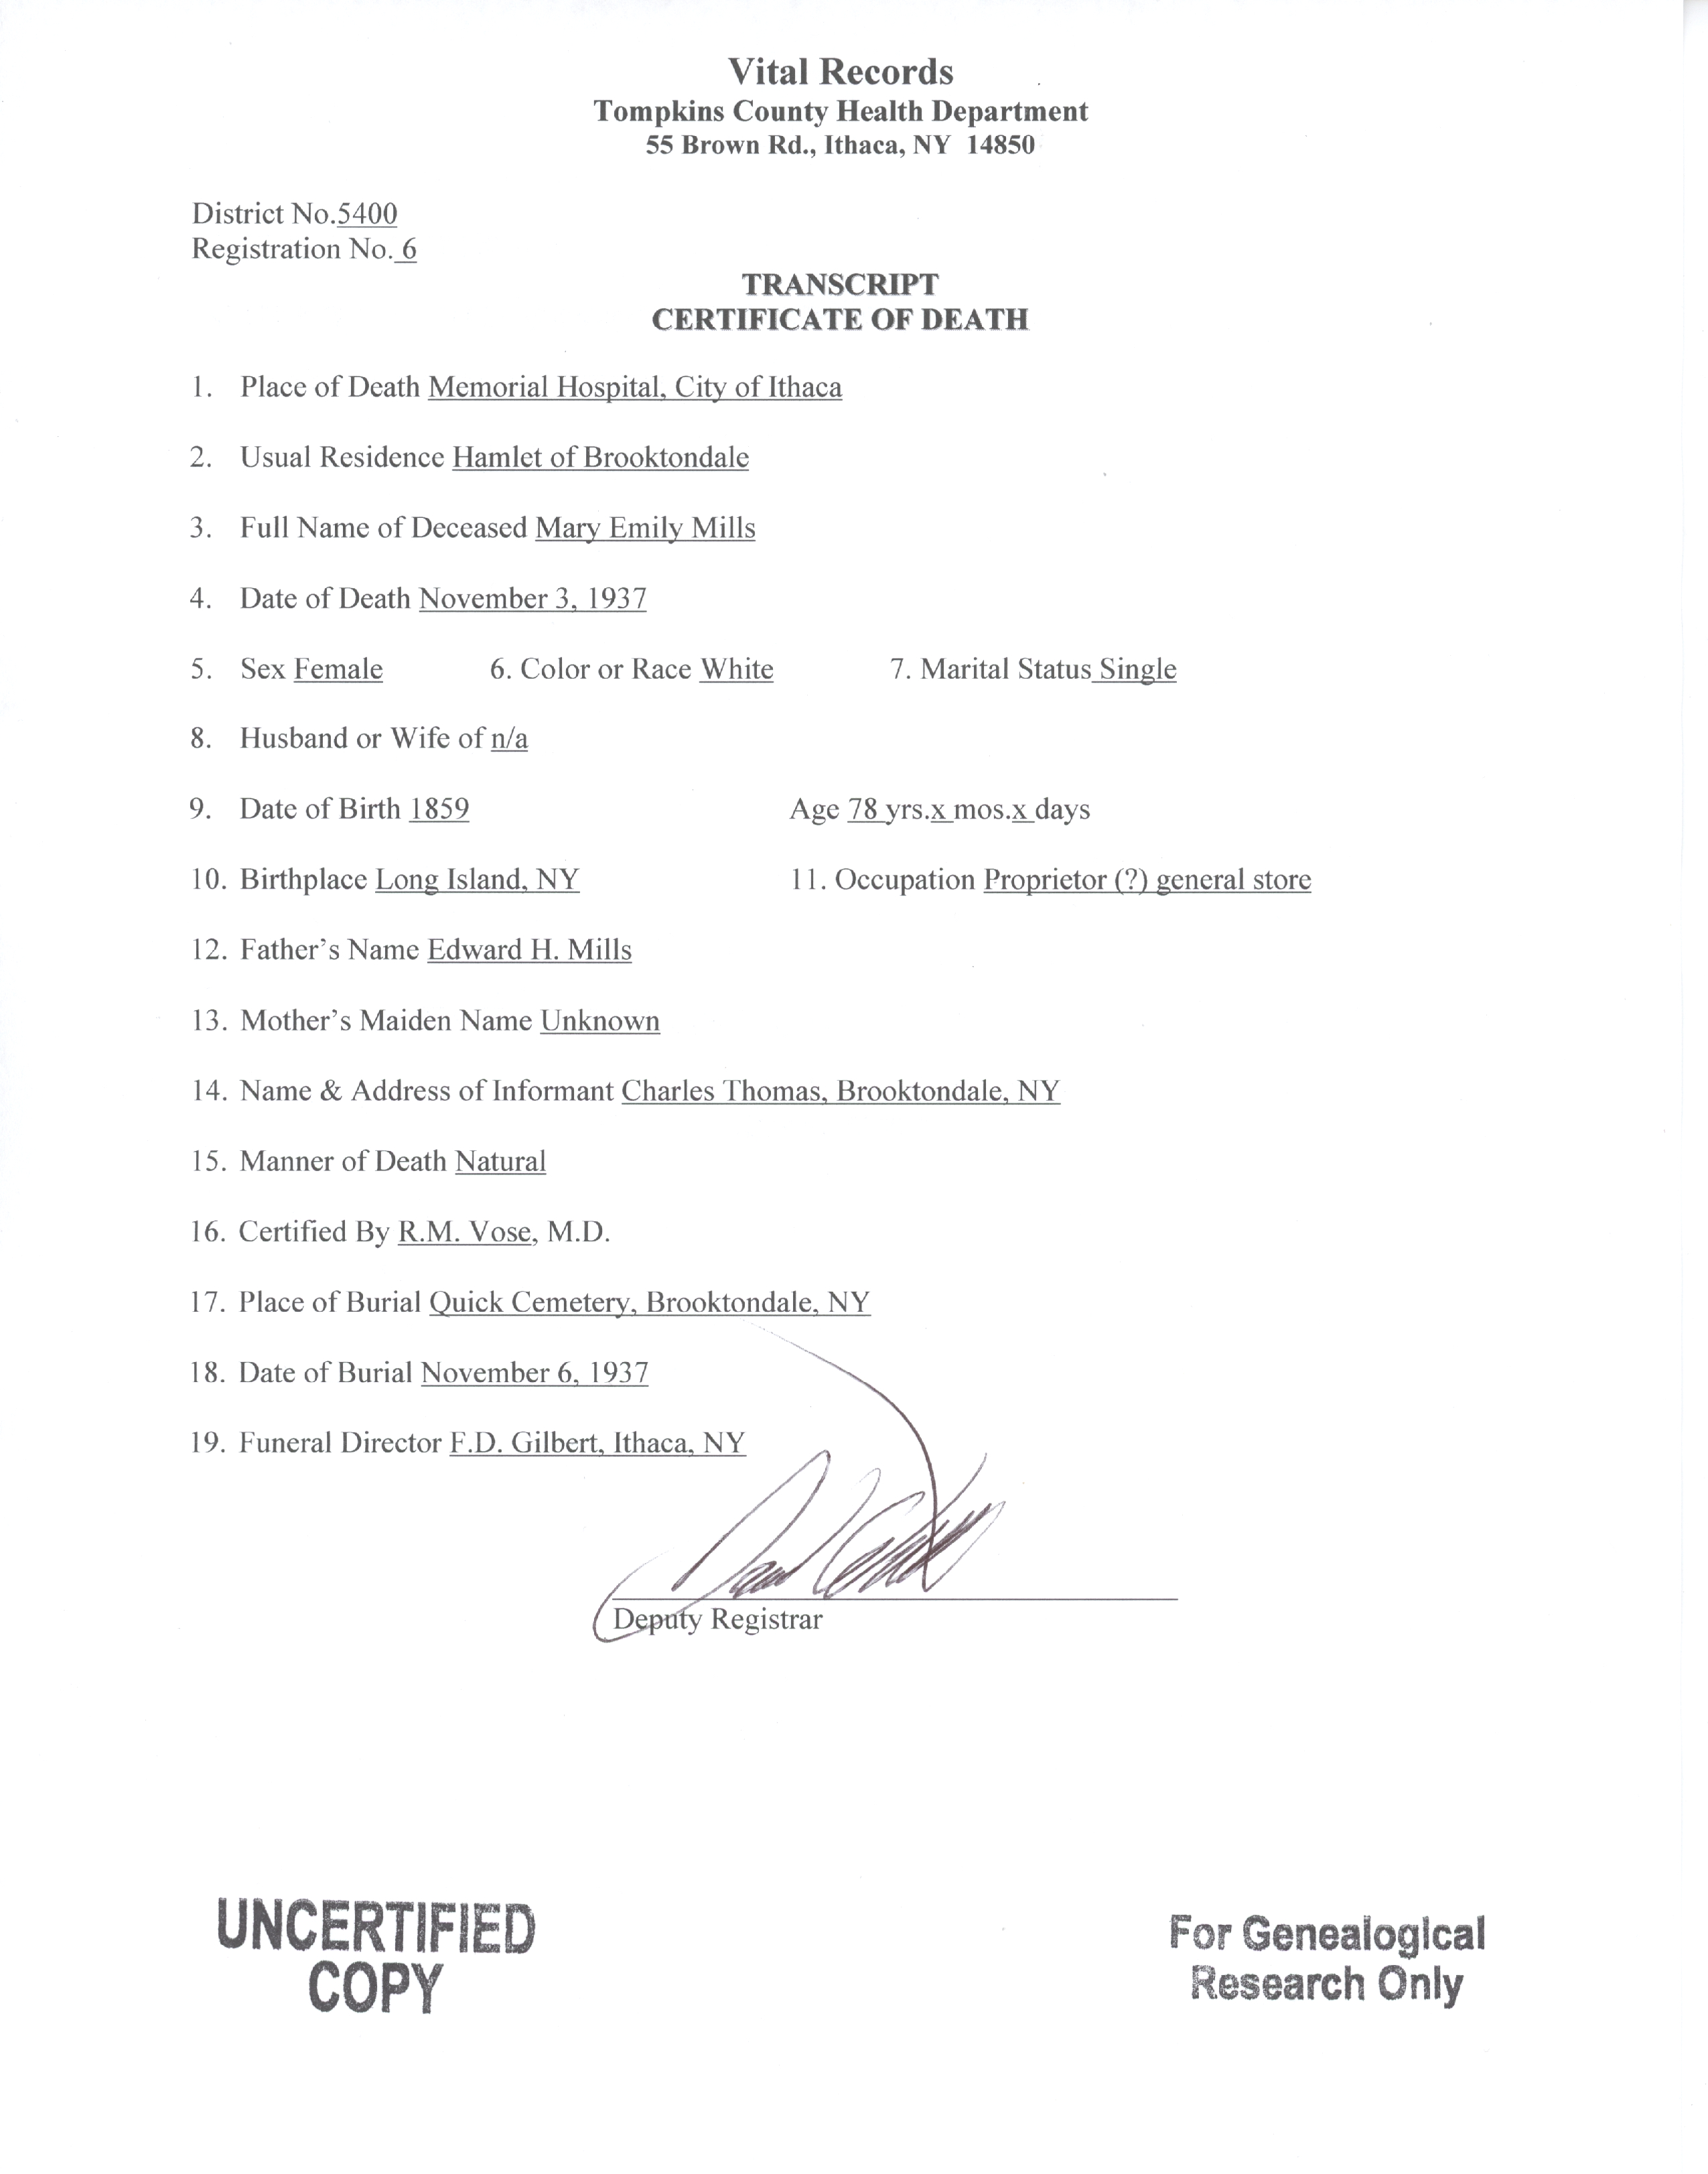 Vital Records
Tompkins County Health Department
55 Brown Rd., Ithaca, NY 14850
District No.5400
Registration No. 6
TRANSCRIPT
CERTIFICATE OF DEATH
1. Place of Death Memorial Hospital, City of Ithaca
2. Usual Residence Hamlet of Brooktondale
3. Full Name of Deceased Mary Emily Mills
4. Date of Death November 3, 1937
5. Sex Female 6. Color or Race White 7. Marital Status Single
8. Husband or Wife of n/a
9. Date of Birth 1859 Age 78 yrs.x mos.x days
10. Birthplace Long Island, NY 11. Occupation Proprietor (?) general store
12. Father's Name Edward H. Mills
13. Mother's Maiden Name Unknown
14. Name & Address of Informant Charles Thomas, Brooktondale, NY
15. Manner of Death Natural
16. Certified By R.M. Vose, M.D.
17. Place of Burial Quick Cemetery, Brooktondale, NY
18. Date of Burial November 6, 1937
19. Funeral Director F.D. Gilbert, Ithaca, NY
Deputy Registrar
UNCERTIFIED
COPY
For Genealogical
Research Only